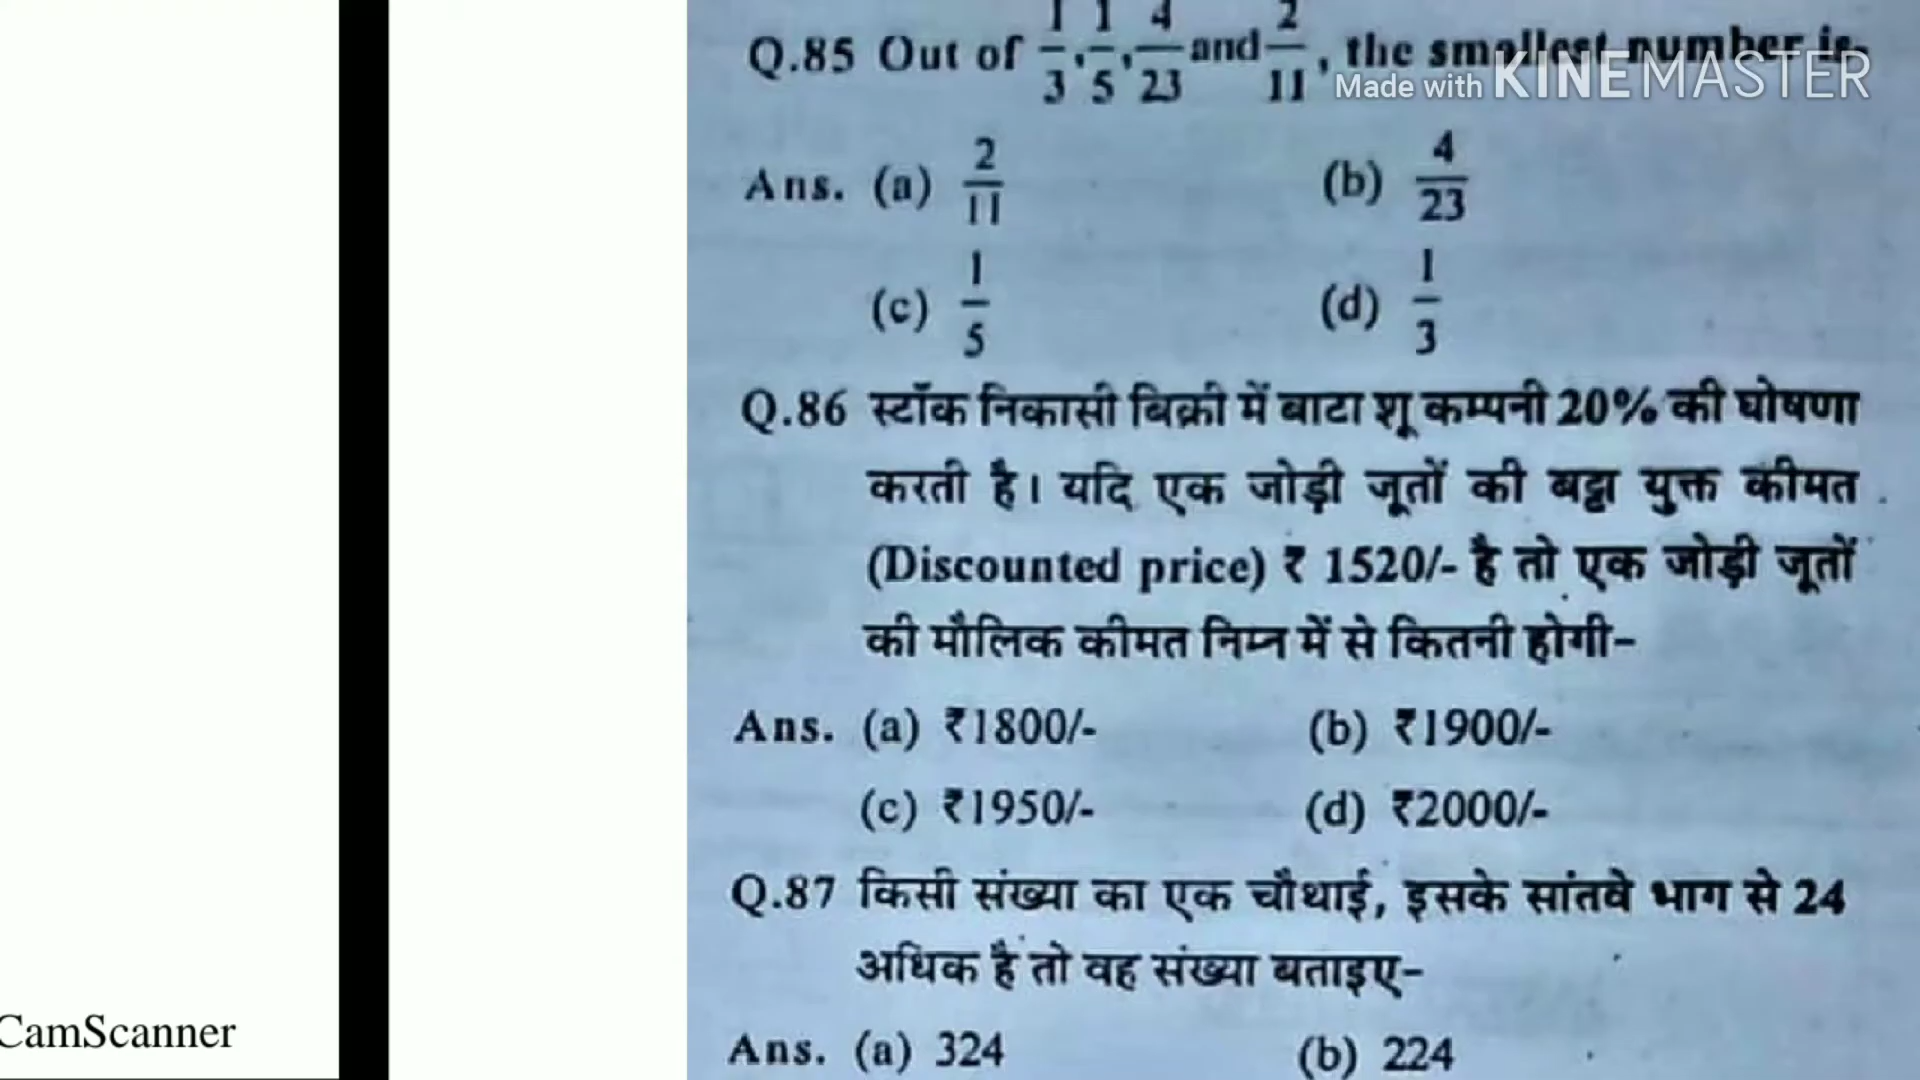 Q.85 Out of 1/3, 1/5, 4/23 and 2/11, the smallest number is
Made with KINEMASTER
Ans. (a) 2/11 (b) 4/23
(c) 1/5 (d) 1/3
Q.86 स्टॉक निकासी बिक्री में बाटा शू कम्पनी 20% की घोषणा
करती है। यदि एक जोड़ी जूतों की बट्टा युक्त कीमत
(Discounted price) ₹ 1520/- है तो एक जोड़ी जूतों
की मौलिक कीमत निम्न में से कितनी होगी-
Ans. (a) ₹1800/- (b) ₹1900/-
(c) ₹1950/- (d) ₹2000/-
Q.87 किसी संख्या का एक चौथाई, इसके सांतवे भाग से 24
अधिक है तो वह संख्या बताइए-
Ans. (a) 324 (b) 224
CamScanner